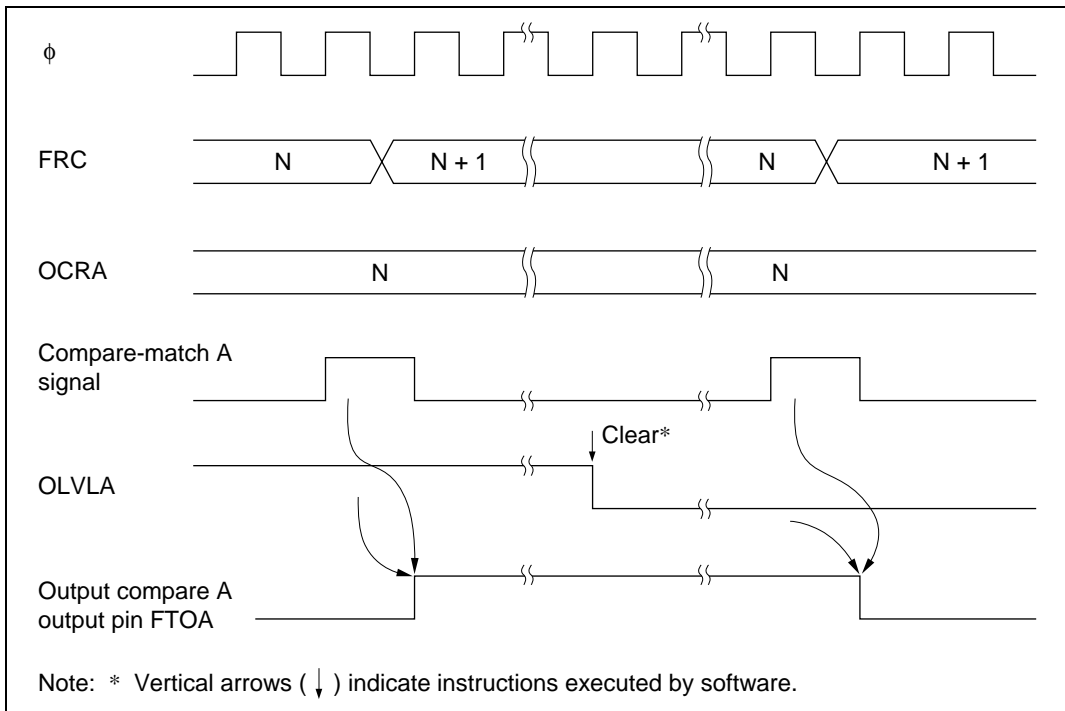 ϕ
FRC
N
N + 1
N
N + 1
OCRA
N
N
Compare-match A
signal
Clear*
OLVLA
Output compare A
output pin FTOA
Note: * Vertical arrows ( ↓ ) indicate instructions executed by software.